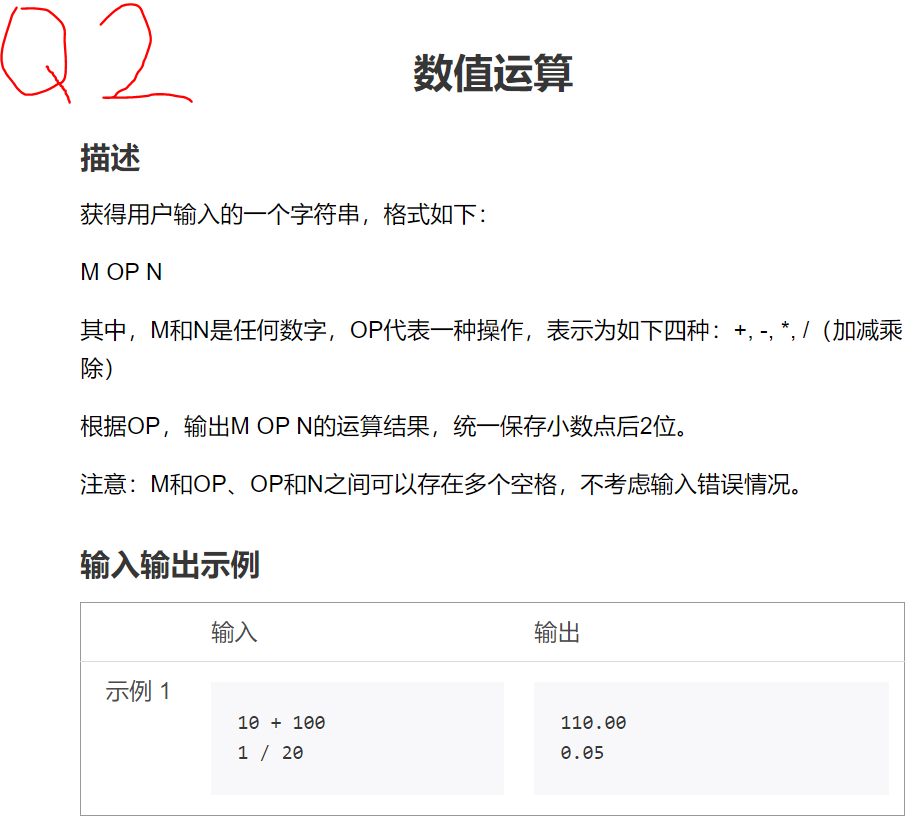 Q2
数值运算
描述
获得用户输入的一个字符串，格式如下：
M OP N
其中，M和N是任何数字，OP代表一种操作，表示为如下四种：+, -, *, /（加减乘
除）
根据OP，输出M OP N的运算结果，统一保存小数点后2位。
注意：M和OP、OP和N之间可以存在多个空格，不考虑输入错误情况。
输入输出示例
输入 输出
示例 1
10 + 100 110.00
1 / 20 0.05